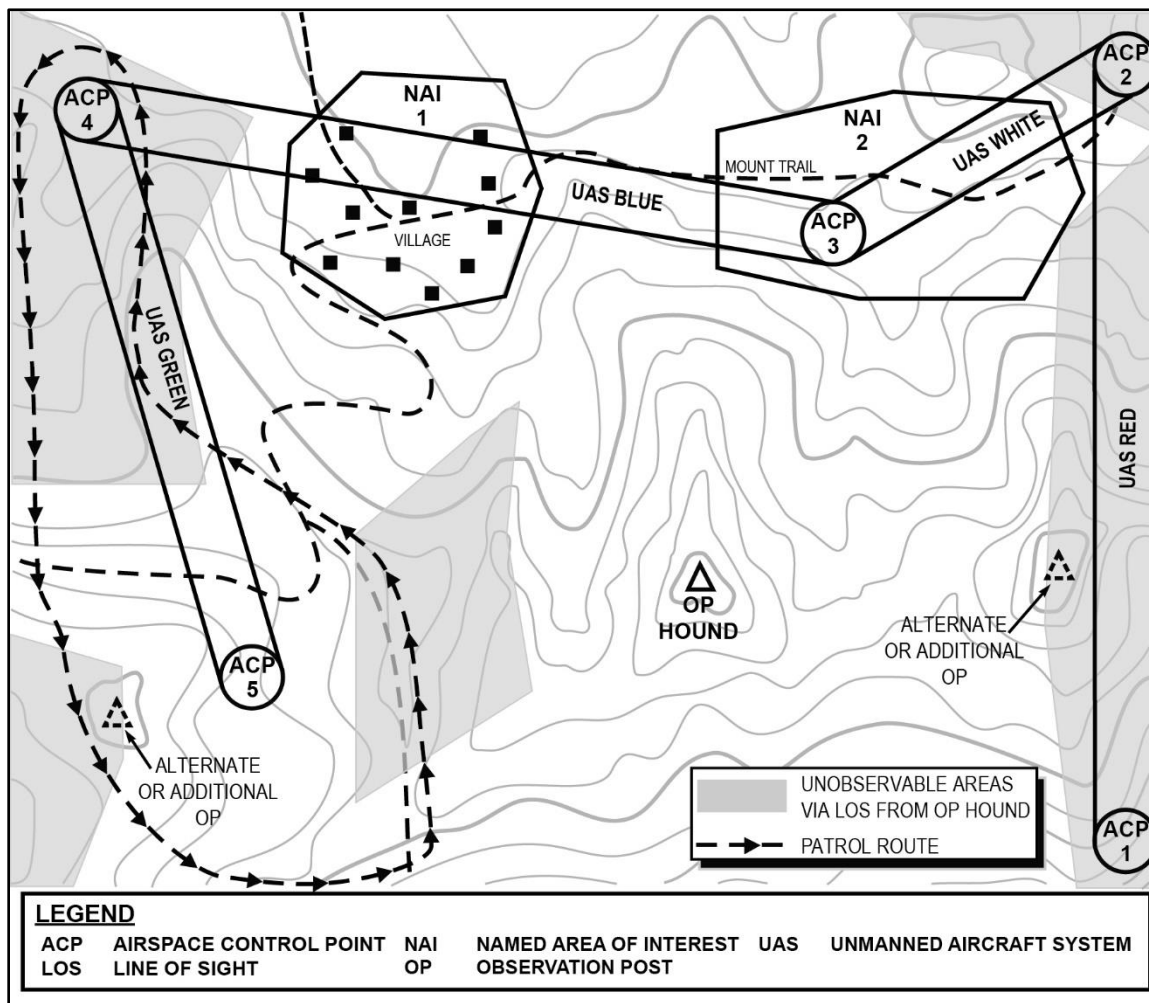 ACP
2
ACP
4
NAI
1
NAI
2
UAS WHITE
MOUNT TRAIL
UAS BLUE
ACP
3
VILLAGE
UAS GREEN
UAS RED
OP
HOUND
ALTERNATE
OR ADDITIONAL
OP
ACP
5
ALTERNATE
OR ADDITIONAL
OP
UNOBSERVABLE AREAS
VIA LOS FROM OP HOUND
PATROL ROUTE
ACP
1
LEGEND
ACP AIRSPACE CONTROL POINT NAI NAMED AREA OF INTEREST UAS UNMANNED AIRCRAFT SYSTEM
LOS LINE OF SIGHT OP OBSERVATION POST